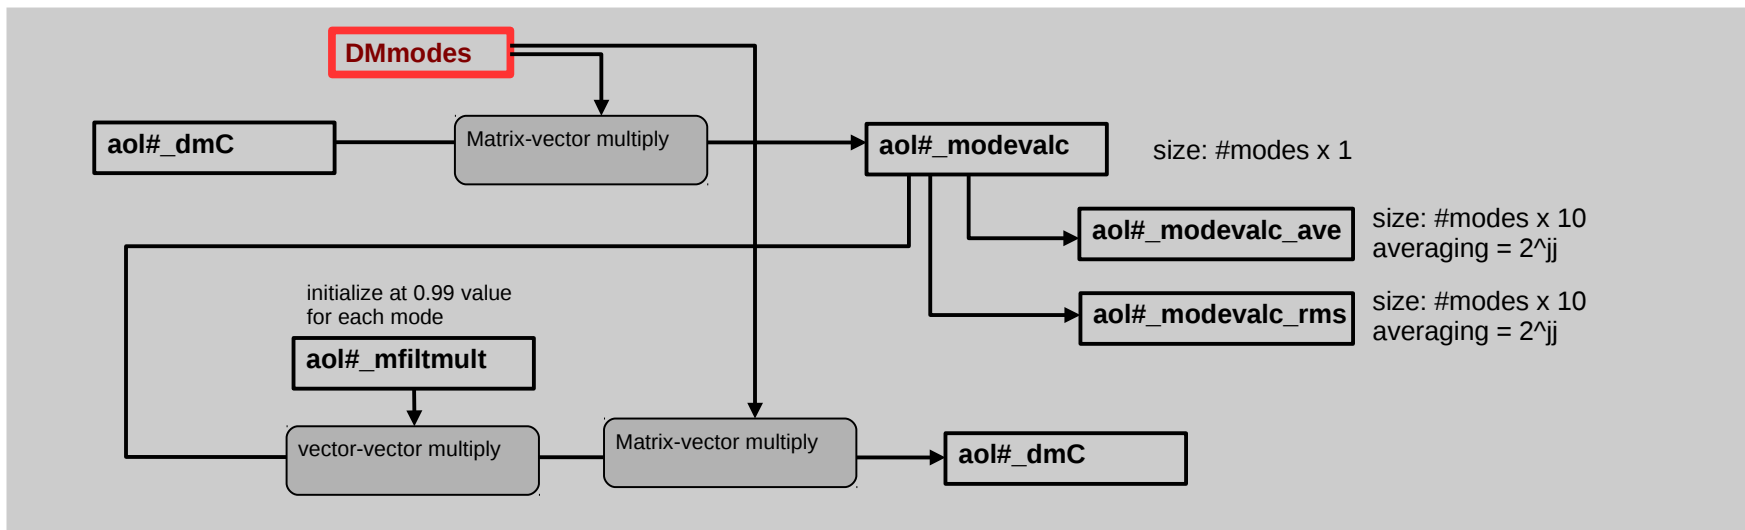 DMmodes
aol#_dmC
Matrix-vector multiply
aol#_modevalc
size: #modes x 1
aol#_modevalc_ave
size: #modes x 10
averaging = 2^jj
initialize at 0.99 value
for each mode
aol#_modevalc_rms
size: #modes x 10
averaging = 2^jj
aol#_mfiltmult
vector-vector multiply
Matrix-vector multiply
aol#_dmC